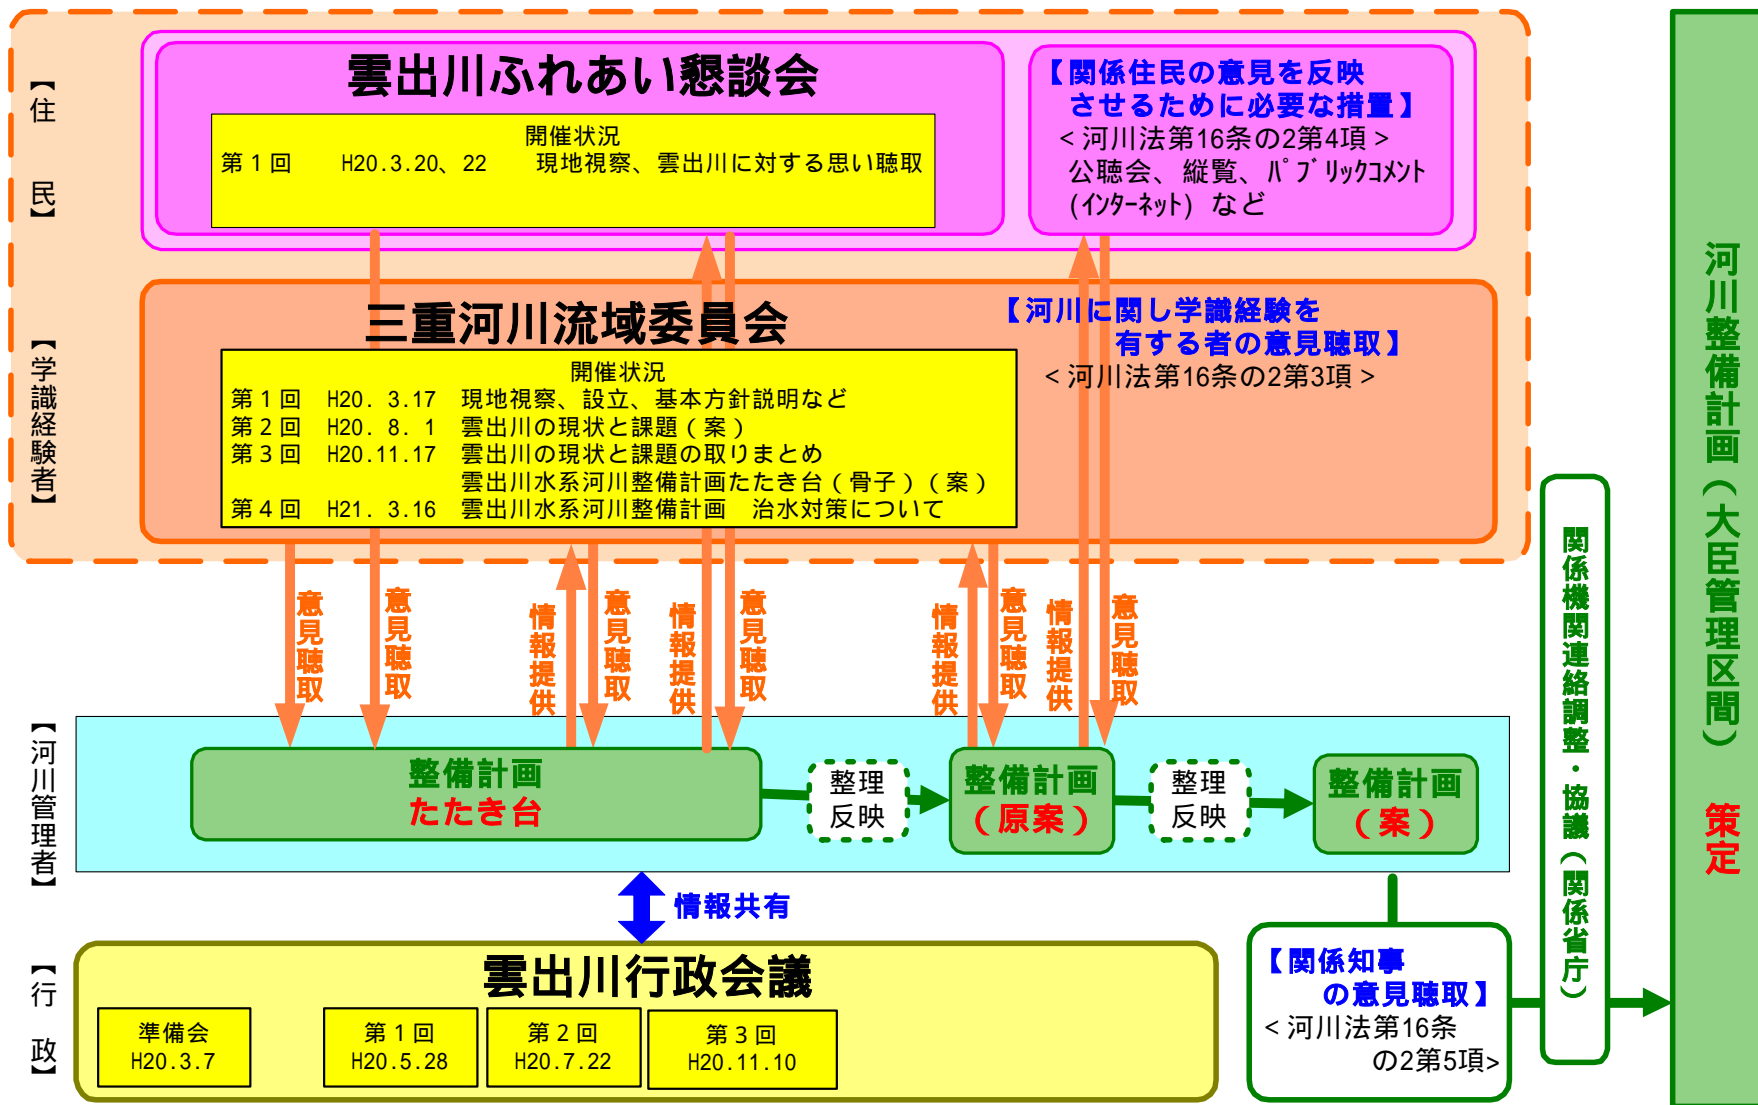 【住民】
雲出川ふれあい懇談会
開催状況
第1回 H20.3.20、22 現地視察、雲出川に対する思い聴取
【関係住民の意見を反映
させるために必要な措置】
<河川法第16条の2第4項>
公聴会、縦覧、パブリックコメント
(インターネット) など
【学識経験者】
三重河川流域委員会
開催状況
第1回 H20. 3.17 現地視察、設立、基本方針説明など
第2回 H20. 8. 1 雲出川の現状と課題(案)
第3回 H20.11.17 雲出川の現状と課題の取りまとめ
雲出川水系河川整備計画たたき台(骨子)(案)
第4回 H21. 3.16 雲出川水系河川整備計画 治水対策について
【河川に関し学識経験を
有する者の意見聴取】
<河川法第16条の2第3項>
意見聴取
意見聴取
情報提供
意見聴取
情報提供
意見聴取
情報提供
意見聴取
情報提供
意見聴取
【河川管理者】
整備計画
たたき台
整理
反映
整備計画
(原案)
整理
反映
整備計画
(案)
情報共有
【行政】
雲出川行政会議
準備会
H20.3.7
第1回
H20.5.28
第2回
H20.7.22
第3回
H20.11.10
【関係知事
の意見聴取】
<河川法第16条
の2第5項>
関係機関連絡調整・協議(関係省庁)
河川整備計画(大臣管理区間) 策定